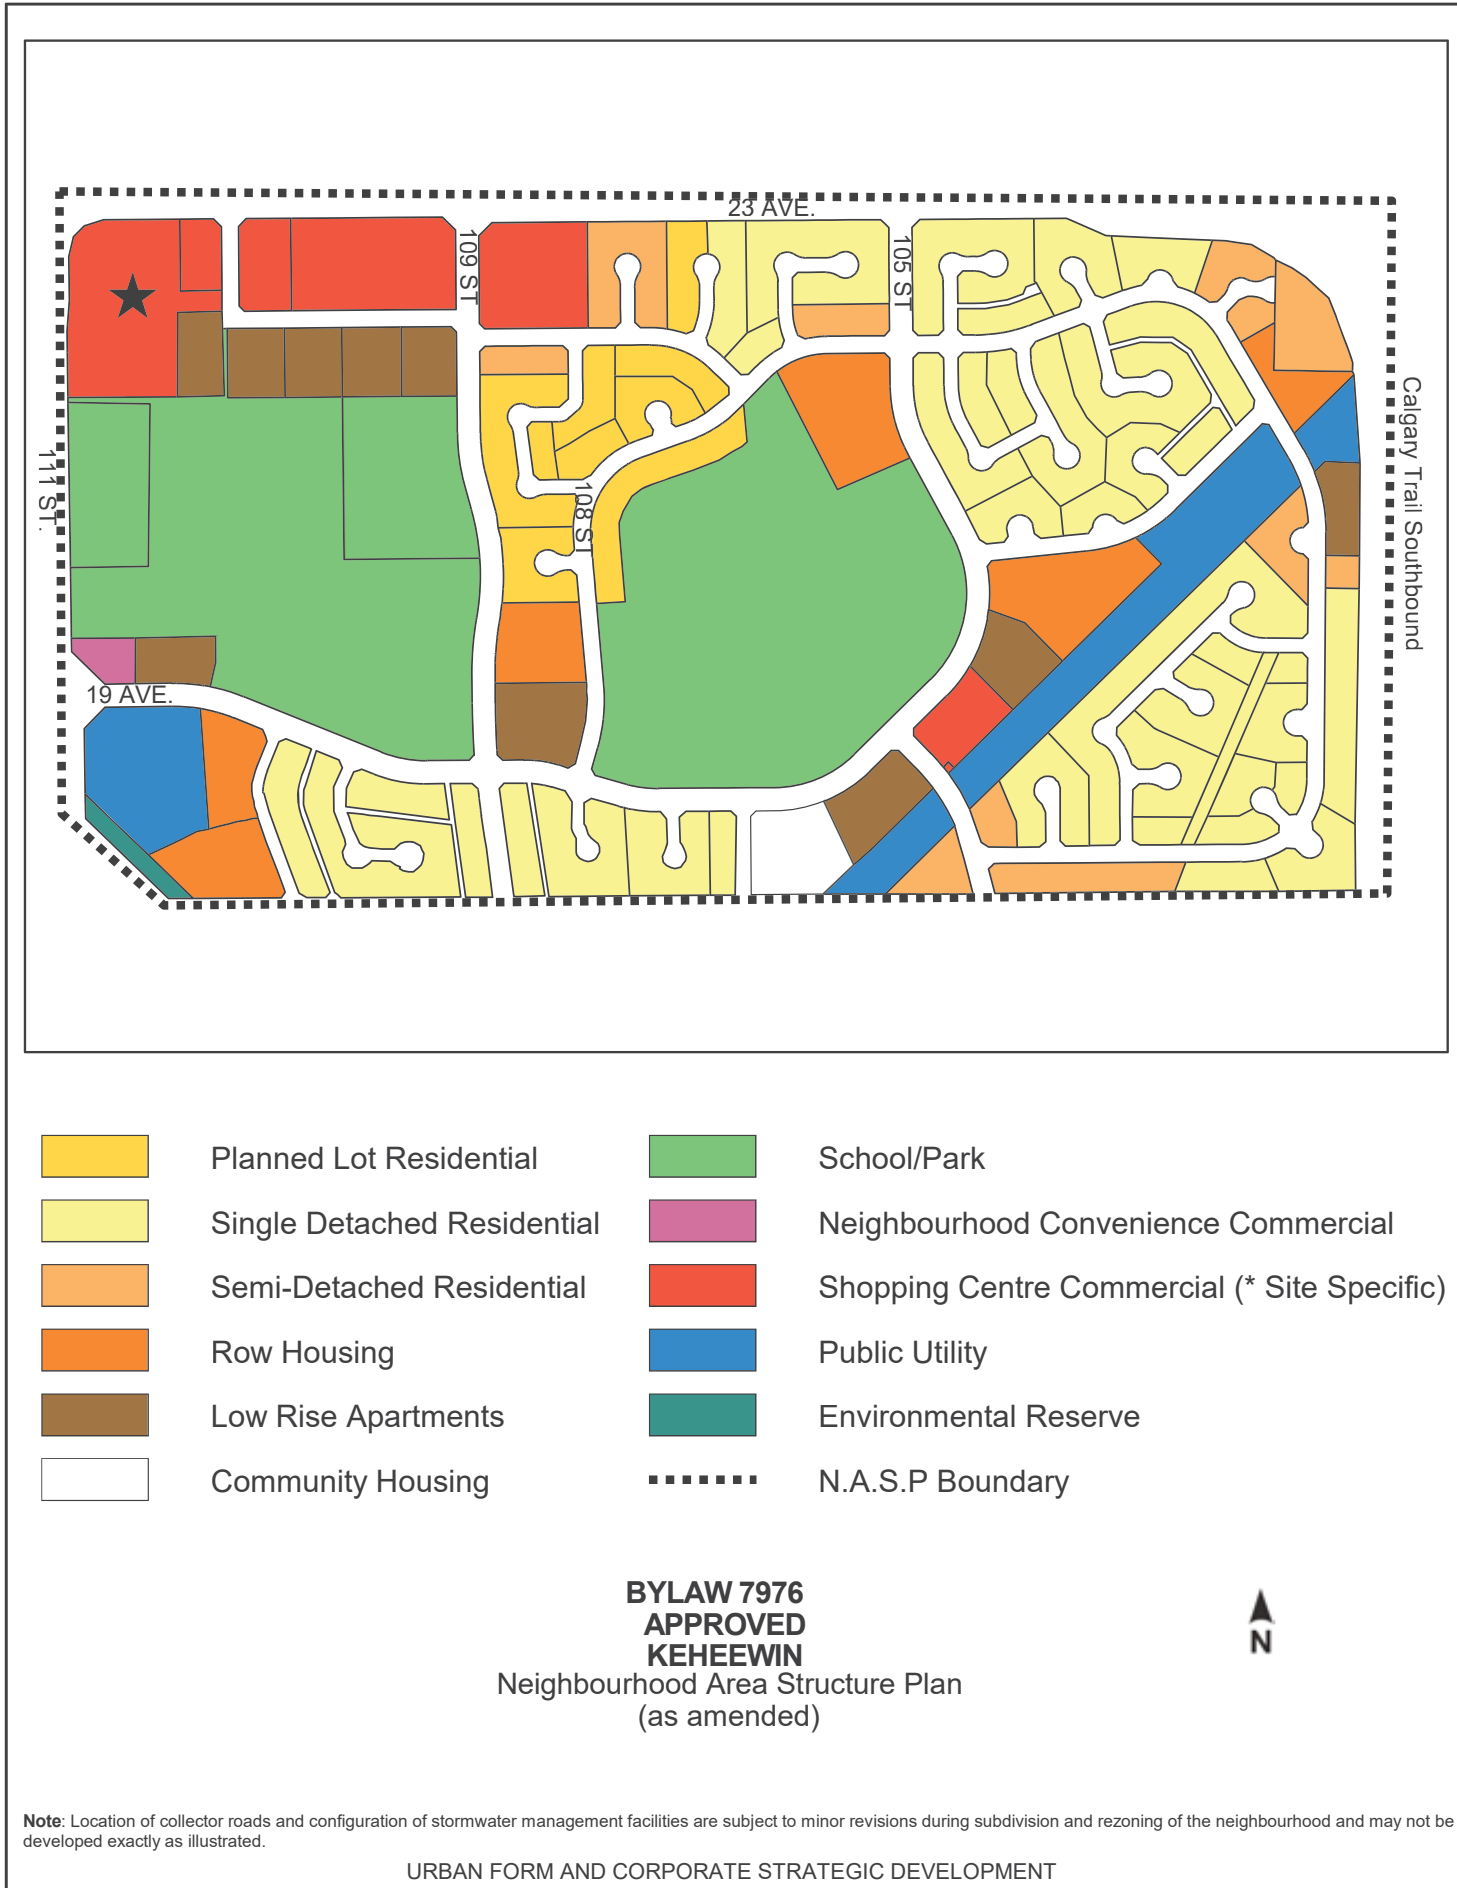 23 AVE.
109 ST
105 ST
111 ST.
108 ST
Calgary Trail Southbound
19 AVE.
Planned Lot Residential
Single Detached Residential
Semi-Detached Residential
Row Housing
Low Rise Apartments
Community Housing
School/Park
Neighbourhood Convenience Commercial
Shopping Centre Commercial (* Site Specific)
Public Utility
Environmental Reserve
N.A.S.P Boundary
BYLAW 7976
APPROVED
KEHEEWIN
Neighbourhood Area Structure Plan
(as amended)
N
Note: Location of collector roads and configuration of stormwater management facilities are subject to minor revisions during subdivision and rezoning of the neighbourhood and may not be
developed exactly as illustrated.
URBAN FORM AND CORPORATE STRATEGIC DEVELOPMENT